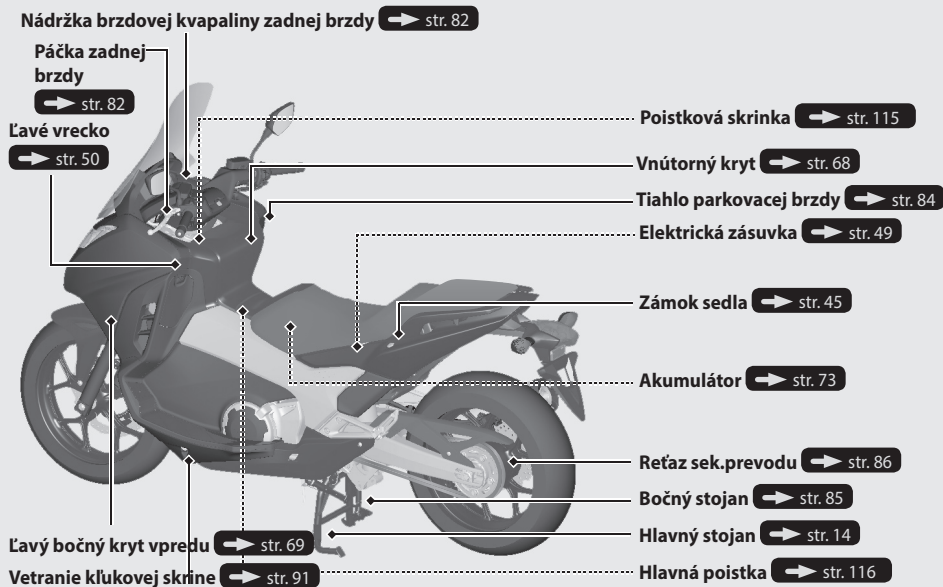 Nádržka brzdovej kvapaliny zadnej brzdy str. 82
Páčka zadnej
brzdy
str. 82
Ľavé vrecko
str. 50
Poistková skrinka str. 115
Vnútorný kryt str. 68
Tiahlo parkovacej brzdy str. 84
Elektrická zásuvka str. 49
Zámok sedla str. 45
Akumulátor str. 73
Reťaz sek.prevodu str. 86
Bočný stojan str. 85
Hlavný stojan str. 14
Hlavná poistka str. 116
Ľavý bočný kryt vpredu str. 69
Vetranie kľukovej skrine str. 91